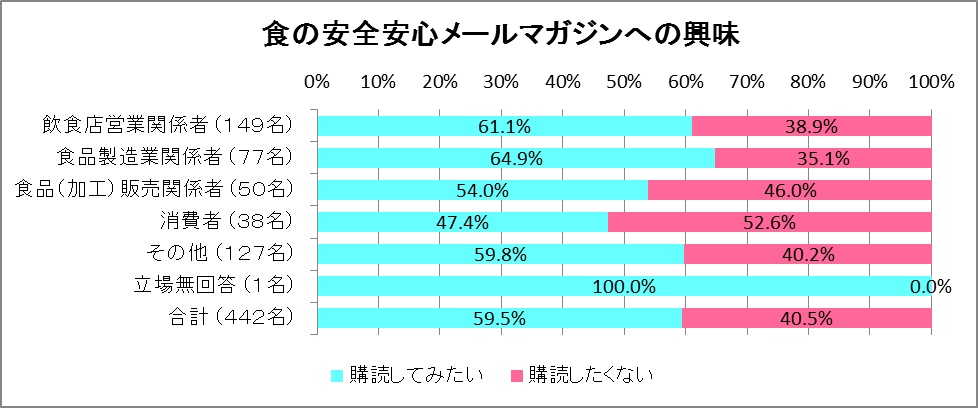 食の安全安心メールマガジンへの興味
0% 10% 20% 30% 40% 50% 60% 70% 80% 90% 100%
飲食店営業関係者（149名） 61.1% 38.9%
食品製造業関係者（77名） 64.9% 35.1%
食品（加工）販売関係者（50名） 54.0% 46.0%
消費者（38名） 47.4% 52.6%
その他（127名） 59.8% 40.2%
立場無回答（1名） 100.0% 0.0%
合計（442名） 59.5% 40.5%
購読してみたい 購読したくない